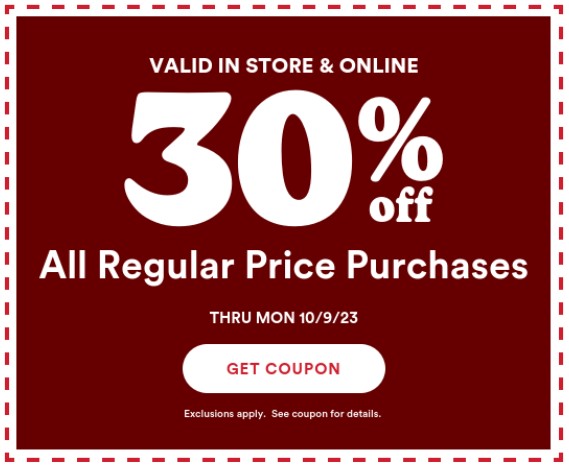 VALID IN STORE & ONLINE
30% off
All Regular Price Purchases
THRU MON 10/9/23
GET COUPON
Exclusions apply. See coupon for details.